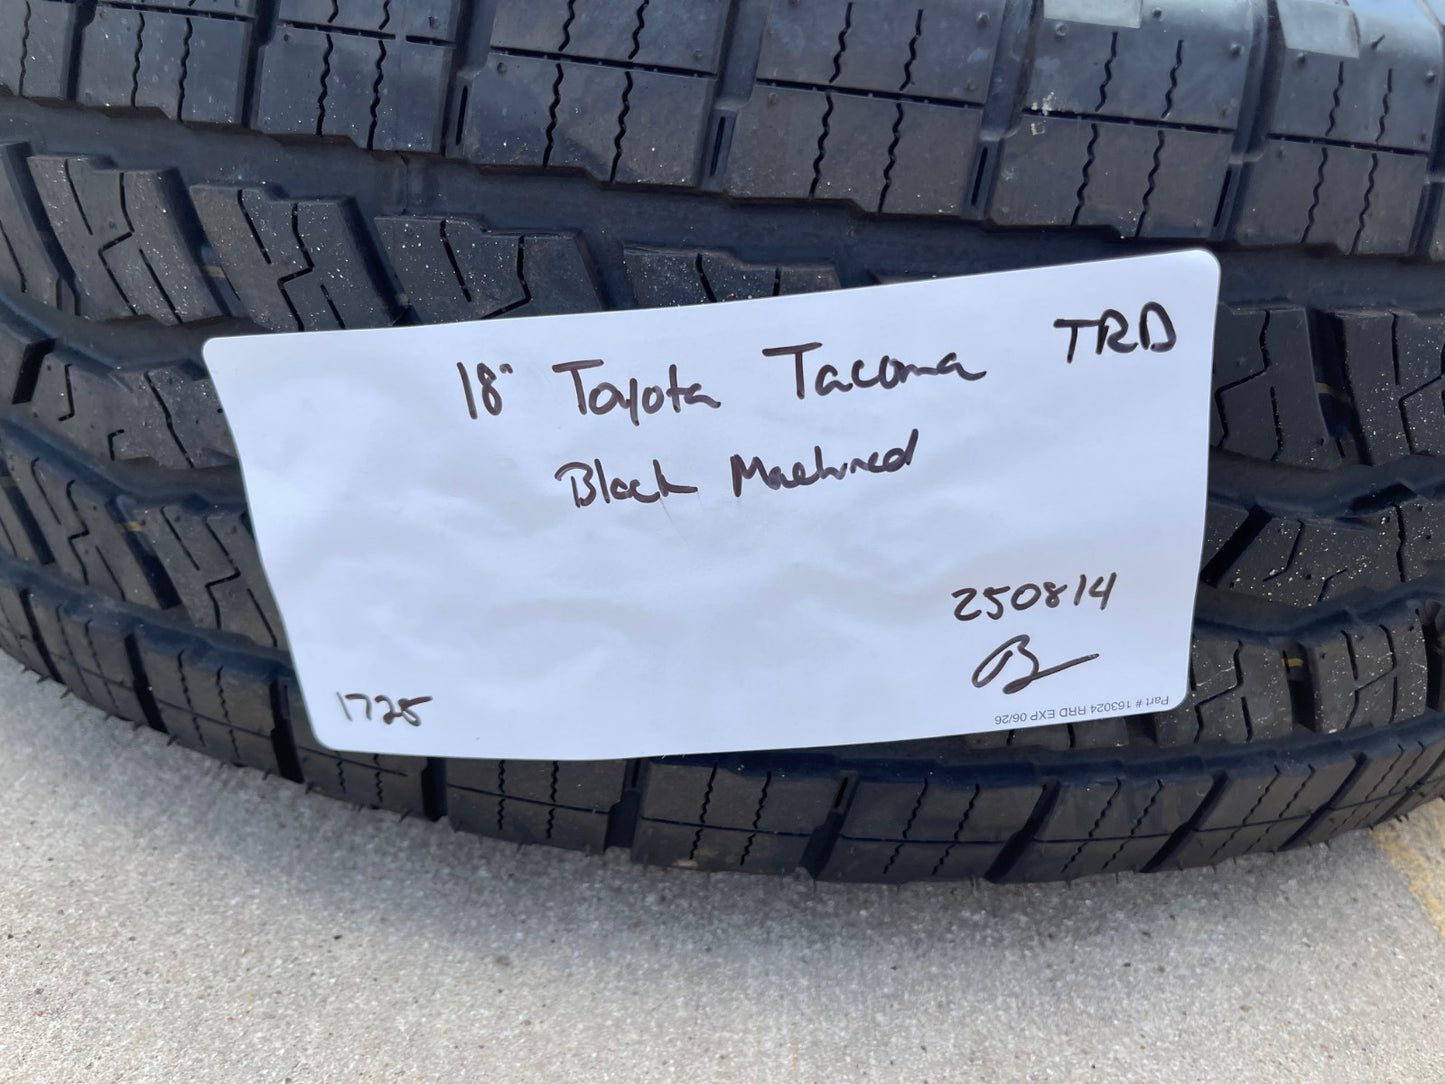 18" Toyota Tacoma TRD
Black Machined
250814
B
1725
Part # 163024 RRD EXP 06/26